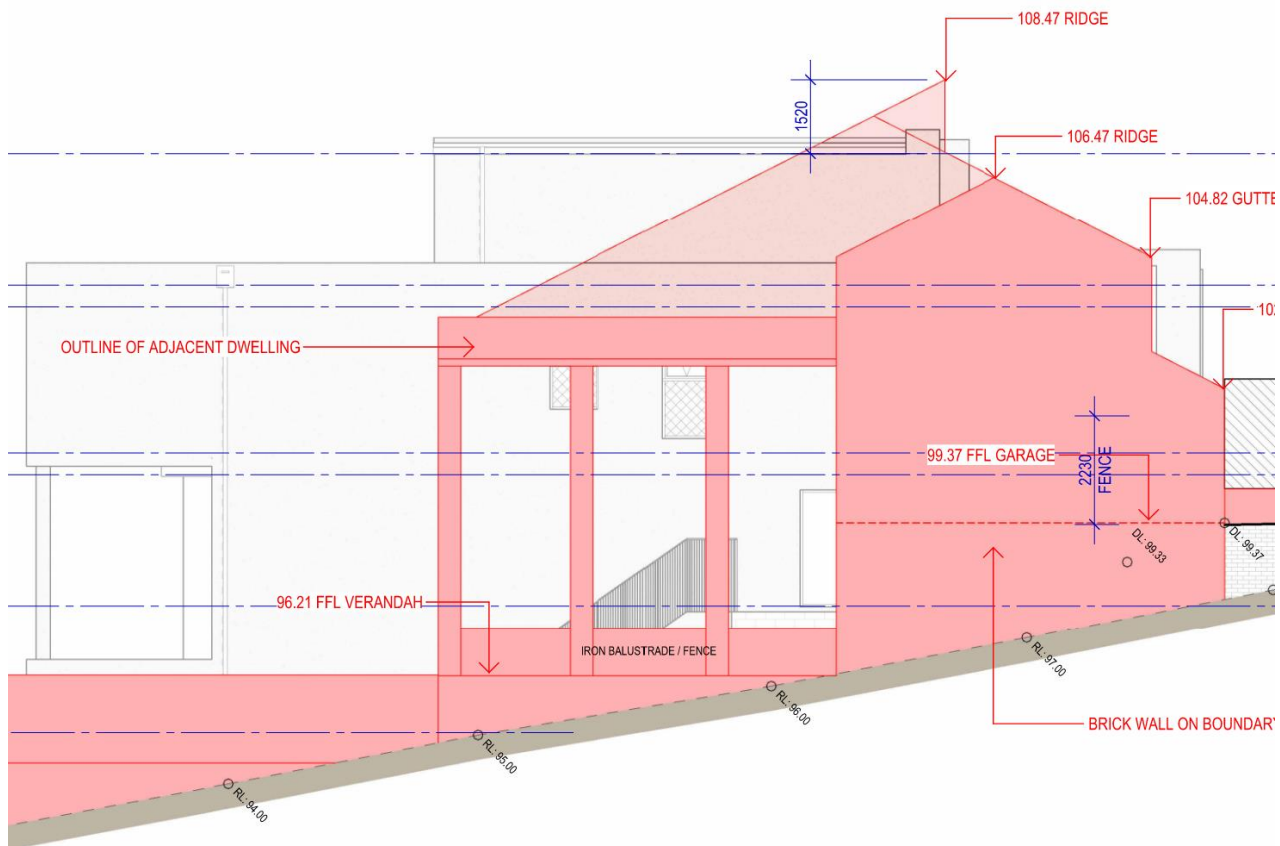 108.47 RIDGE
1520
106.47 RIDGE
104.82 GUTTE
102
OUTLINE OF ADJACENT DWELLING
99.37 FFL GARAGE
2230
FENCE
DL: 99.33
DL: 99.37
96.21 FFL VERANDAH
IRON BALUSTRADE / FENCE
RL: 97.00
RL: 96.00
BRICK WALL ON BOUNDARY
RL: 95.00
RL: 94.00